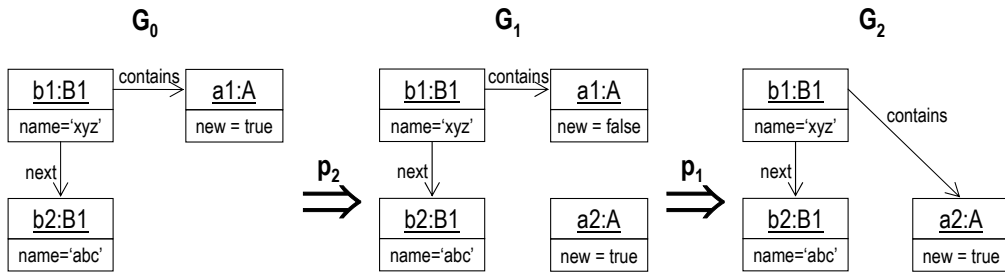 G0 G1 G2
contains contains
b1:B1 a1:A b1:B1 a1:A b1:B1
name=‘xyz’ new = true name=‘xyz’ new = false name=‘xyz’
contains
next next next
p2 p1
b2:B1 b2:B1 a2:A b2:B1 a2:A
name=‘abc’ name=‘abc’ new = true name=‘abc’ new = true